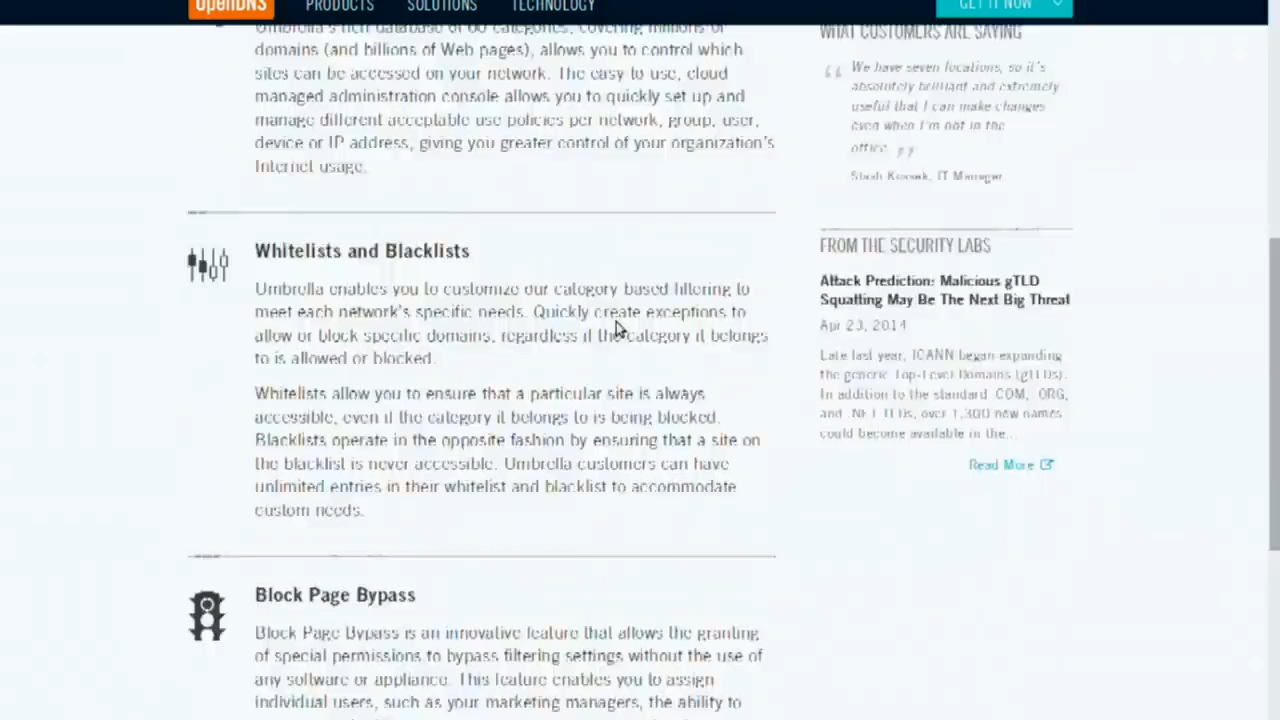 OpenDNS PRODUCTS SOLUTIONS TECHNOLOGY GET IT NOW
Umbrella's rich database of 60 categories, covering millions of
domains (and billions of Web pages), allows you to control which
sites can be accessed on your network. The easy to use, cloud
managed administration console allows you to quickly set up and
manage different acceptable use policies per network, group, user,
device or IP address, giving you greater control of your organization's
Internet usage.
Whitelists and Blacklists
Umbrella enables you to customize our category based filtering to
meet each network's specific needs. Quickly create exceptions to
allow or block specific domains, regardless if the category it belongs
to is allowed or blocked.
Whitelists allow you to ensure that a particular site is always
accessible, even if the category it belongs to is being blocked.
Blacklists operate in the opposite fashion by ensuring that a site on
the blacklist is never accessible. Umbrella customers can have
unlimited entries in their whitelist and blacklist to accommodate
custom needs.
Block Page Bypass
Block Page Bypass is an innovative feature that allows the granting
of special permissions to bypass filtering settings without the use of
any software or appliance. This feature enables you to assign
individual users, such as your marketing managers, the ability to
WHAT CUSTOMERS ARE SAYING
“ We have seven locations, so it's
absolutely brilliant and extremely
useful that I can make changes
even when I'm not in the
office. ”
IT Manager
FROM THE SECURITY LABS
Attack Prediction: Malicious gTLD
Squatting May Be The Next Big Threat
Apr 23, 2014
Late last year, ICANN began expanding
the generic Top-Level Domains (gTLDs).
In addition to the standard .COM, .ORG,
and .NET TLDs, over 1,300 new names
could become available in the...
Read More